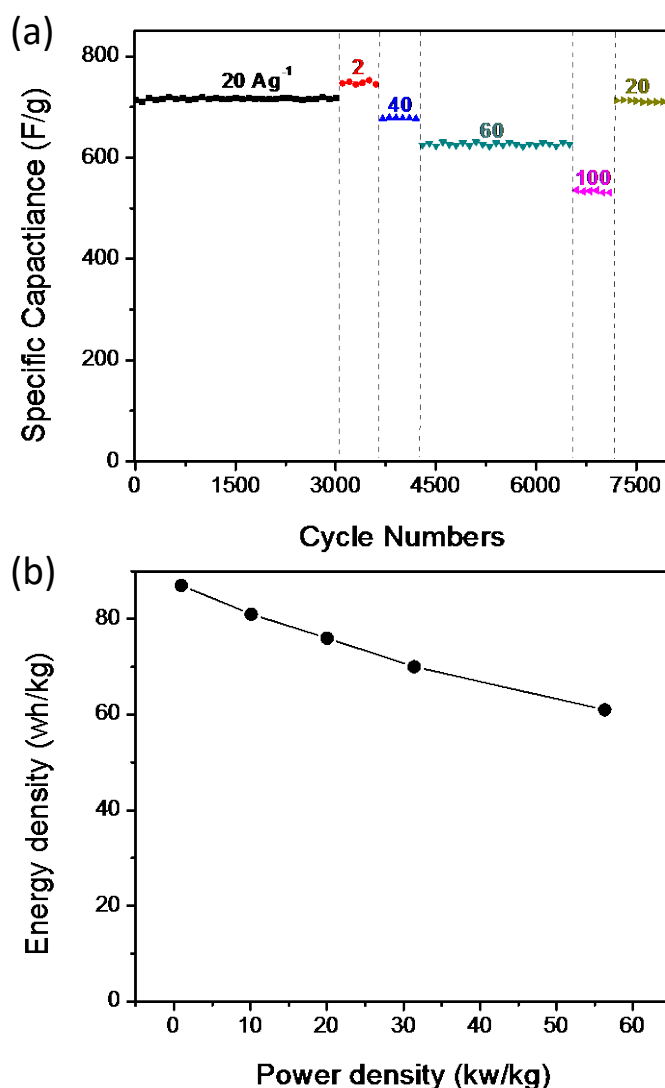 (a)
800
600
400
200
0
20 Ag-1
2
40
60
100
20
0 1500 3000 4500 6000 7500
Specific Capactiance (F/g)
Cycle Numbers
(b)
80
60
40
20
0
0 10 20 30 40 50 60
Energy density (wh/kg)
Power density (kw/kg)